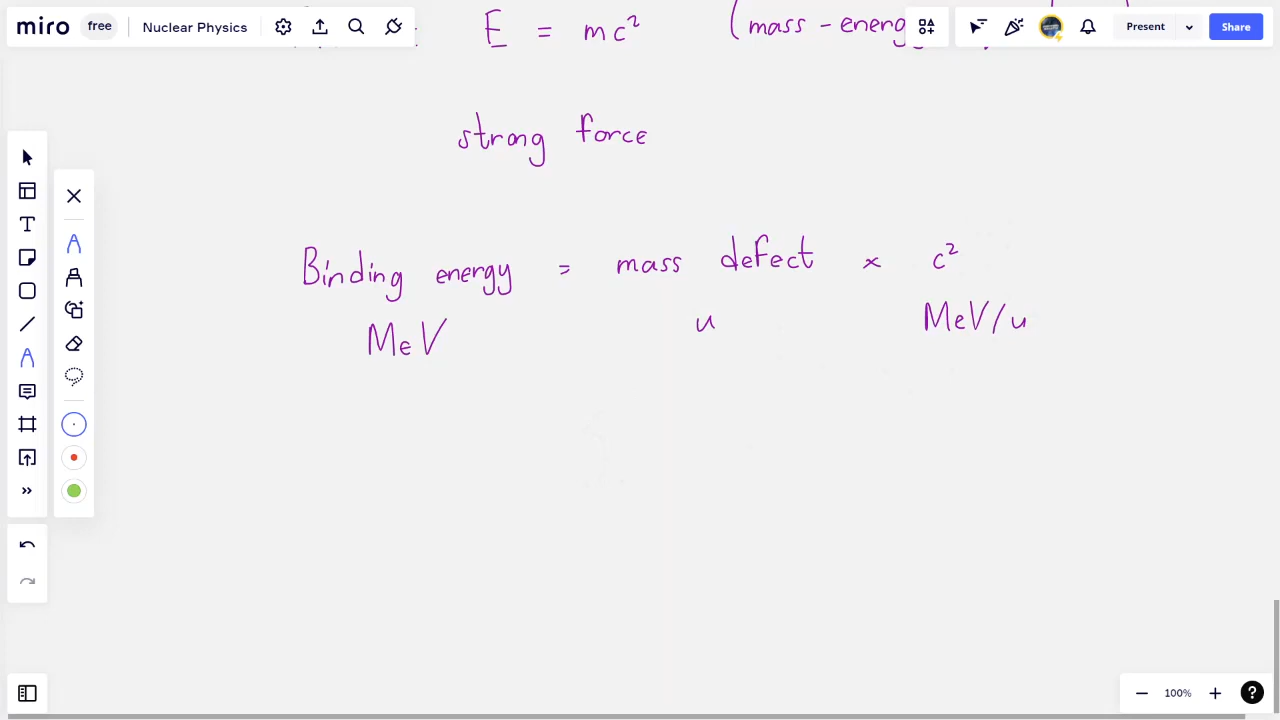 miro free Nuclear Physics Present Share
E = mc² (mass - energ
strong force
Binding energy = mass defect × c²
MeV u MeV/u
100%